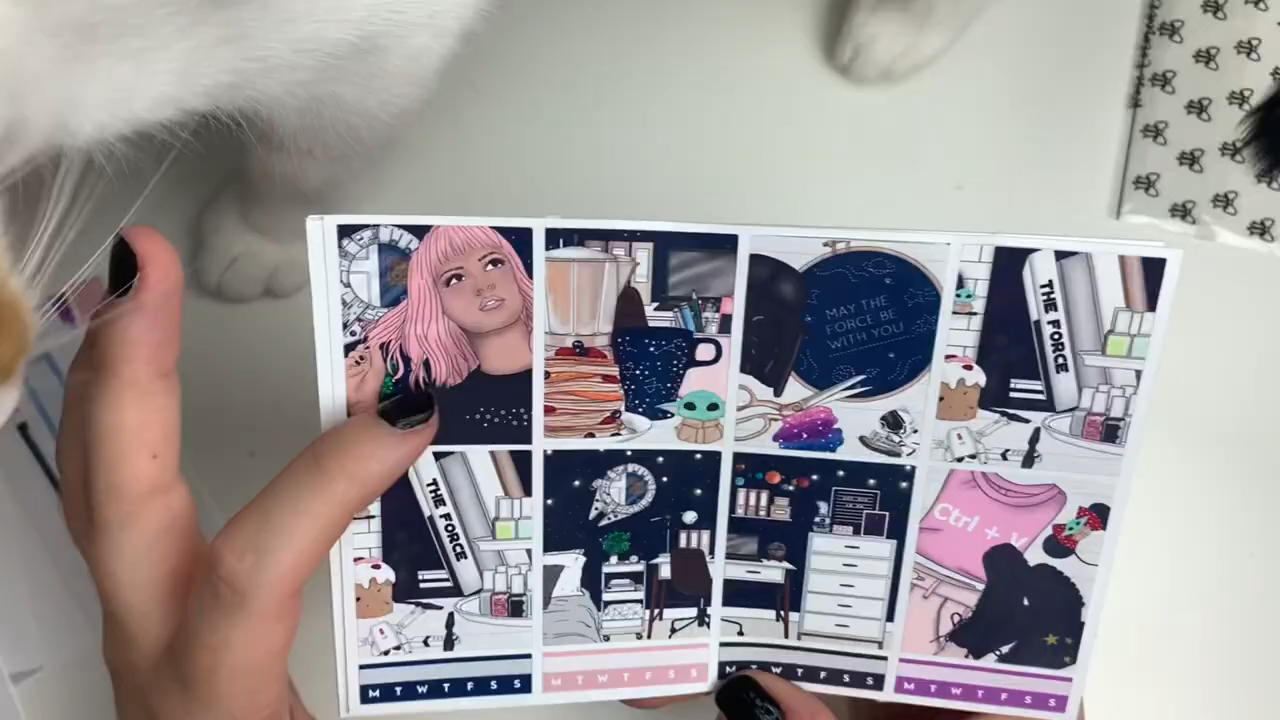 MAY THE
FORCE BE
WITH YOU
THE FORCE
THE FORCE
Ctrl + V
M T W T F S S
M T W T F S S
M T W T F S S
M T W T F S S